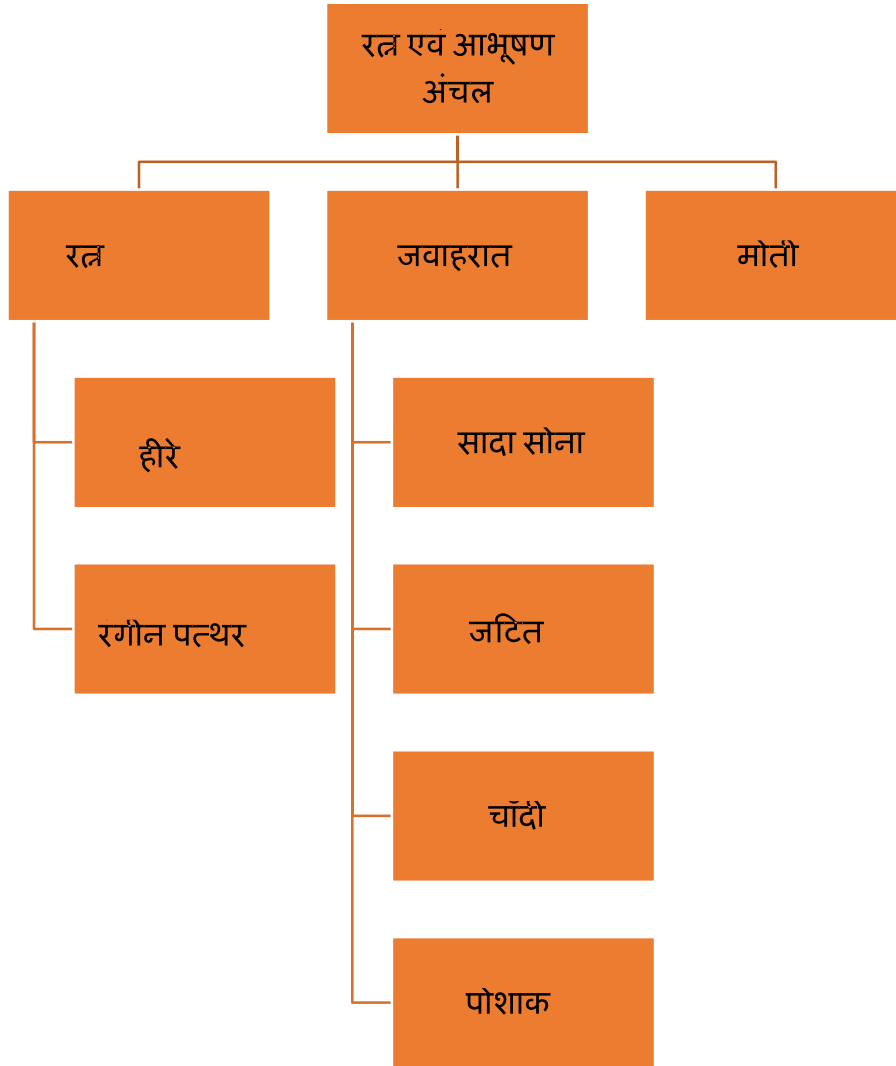 रत्न एवं आभूषण
अंचल
रत्न
जवाहरात
मोती
हीरे
सादा सोना
रंगीन पत्थर
जटित
चाँदी
पोशाक